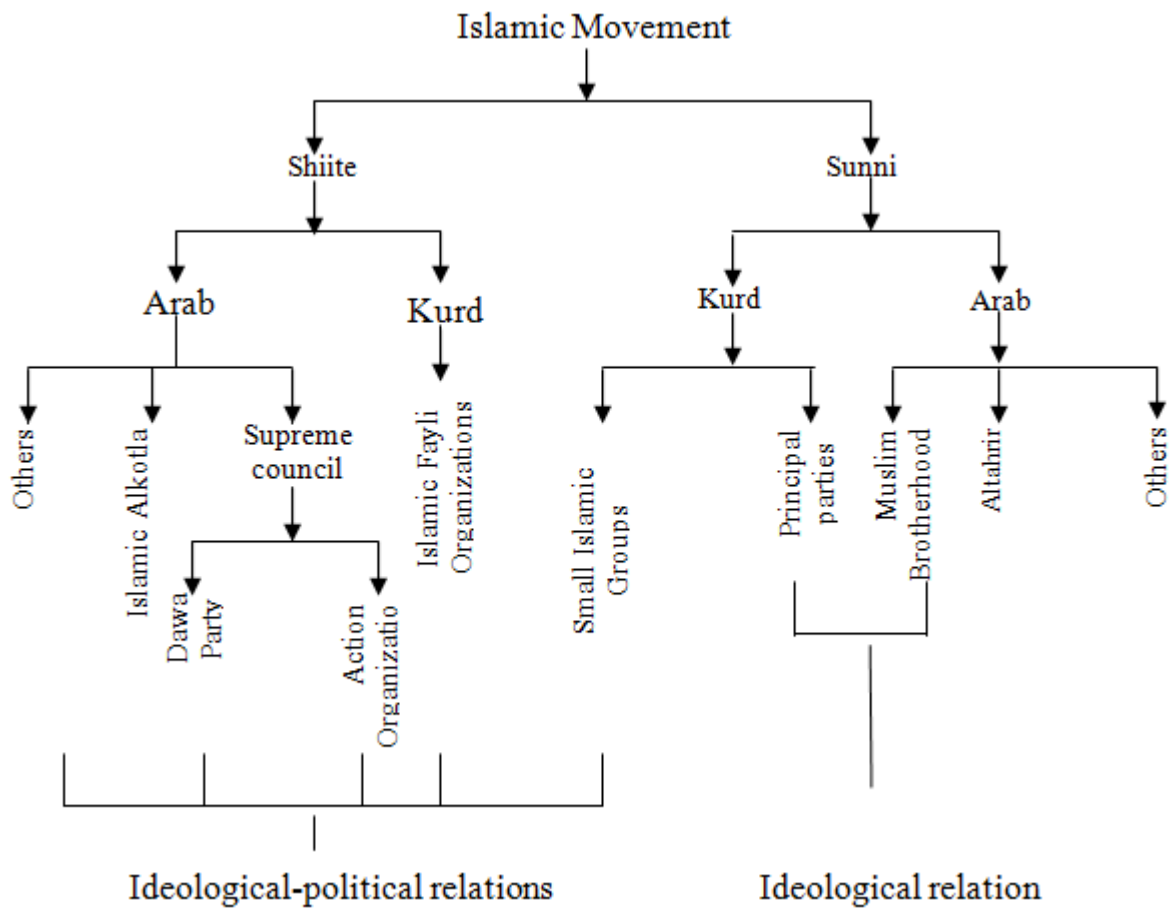 Islamic Movement
Shiite
Sunni
Arab
Kurd
Kurd
Arab
Others
Islamic Alkotla
Supreme
council
Islamic Fayli
Organizations
Small Islamic
Groups
Principal
parties
Muslim
Brotherhood
Altahrir
Others
Dawa
Party
Action
Organizatio
Ideological-political relations
Ideological relation